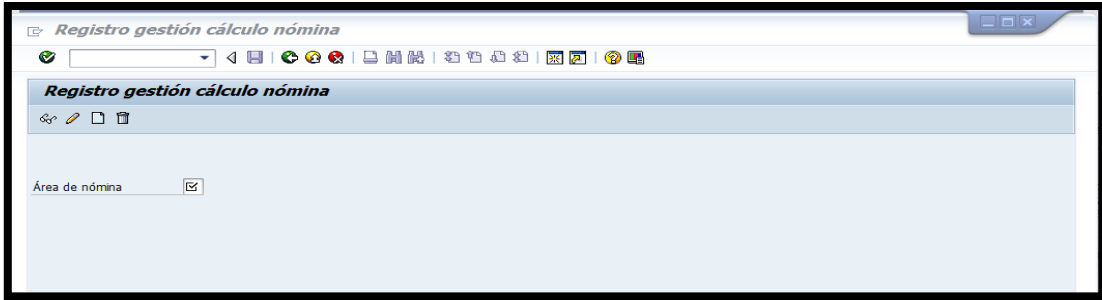 Registro gestión cálculo nómina
Registro gestión cálculo nómina
Área de nómina